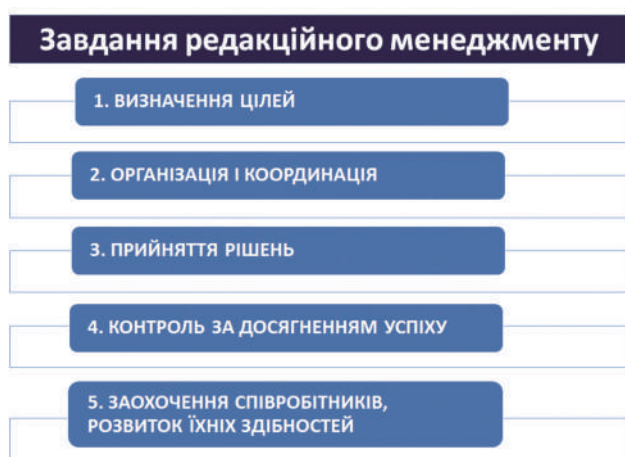 Завдання редакційного менеджменту
1. ВИЗНАЧЕННЯ ЦІЛЕЙ
2. ОРГАНІЗАЦІЯ І КООРДИНАЦІЯ
3. ПРИЙНЯТТЯ РІШЕНЬ
4. КОНТРОЛЬ ЗА ДОСЯГНЕННЯМ УСПІХУ
5. ЗАОХОЧЕННЯ СПІВРОБІТНИКІВ,
РОЗВИТОК ЇХНІХ ЗДІБНОСТЕЙ